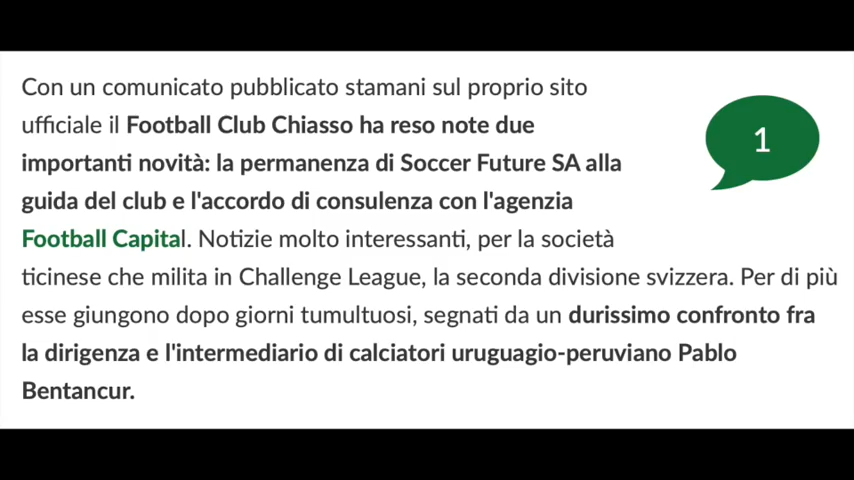 Con un comunicato pubblicato stamani sul proprio sito
ufficiale il Football Club Chiasso ha reso note due
importanti novità: la permanenza di Soccer Future SA alla
guida del club e l'accordo di consulenza con l'agenzia
Football Capital. Notizie molto interessanti, per la società
ticinese che milita in Challenge League, la seconda divisione svizzera. Per di più
esse giungono dopo giorni tumultuosi, segnati da un durissimo confronto fra
la dirigenza e l'intermediario di calciatori uruguagio-peruviano Pablo
Bentancur.
1